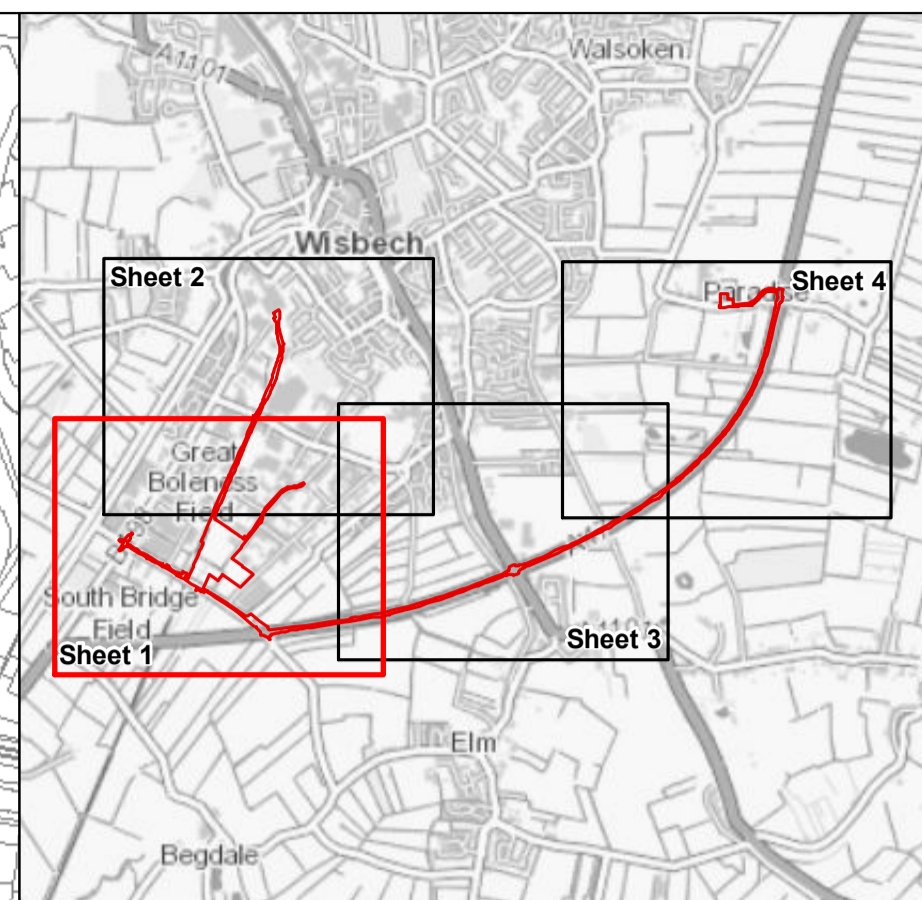 Walsoken
A1101
Wisbech
Sheet 2
Paradise
Sheet 4
Great
Boleness
Field
South Bridge
Field
Sheet 1
Sheet 3
Elm
Begdale